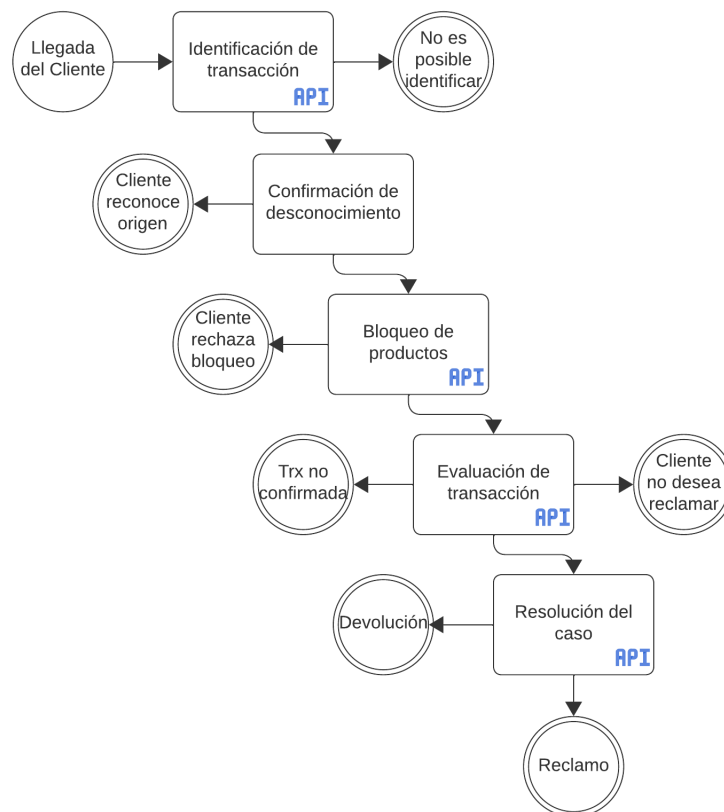 Llegada
del Cliente
Identificación de
transacción
API
No es
posible
identificar
Cliente
reconoce
origen
Confirmación de
desconocimiento
Cliente
rechaza
bloqueo
Bloqueo de
productos
API
Trx no
confirmada
Evaluación de
transacción
API
Cliente
no desea
reclamar
Devolución
Resolución del
caso
API
Reclamo